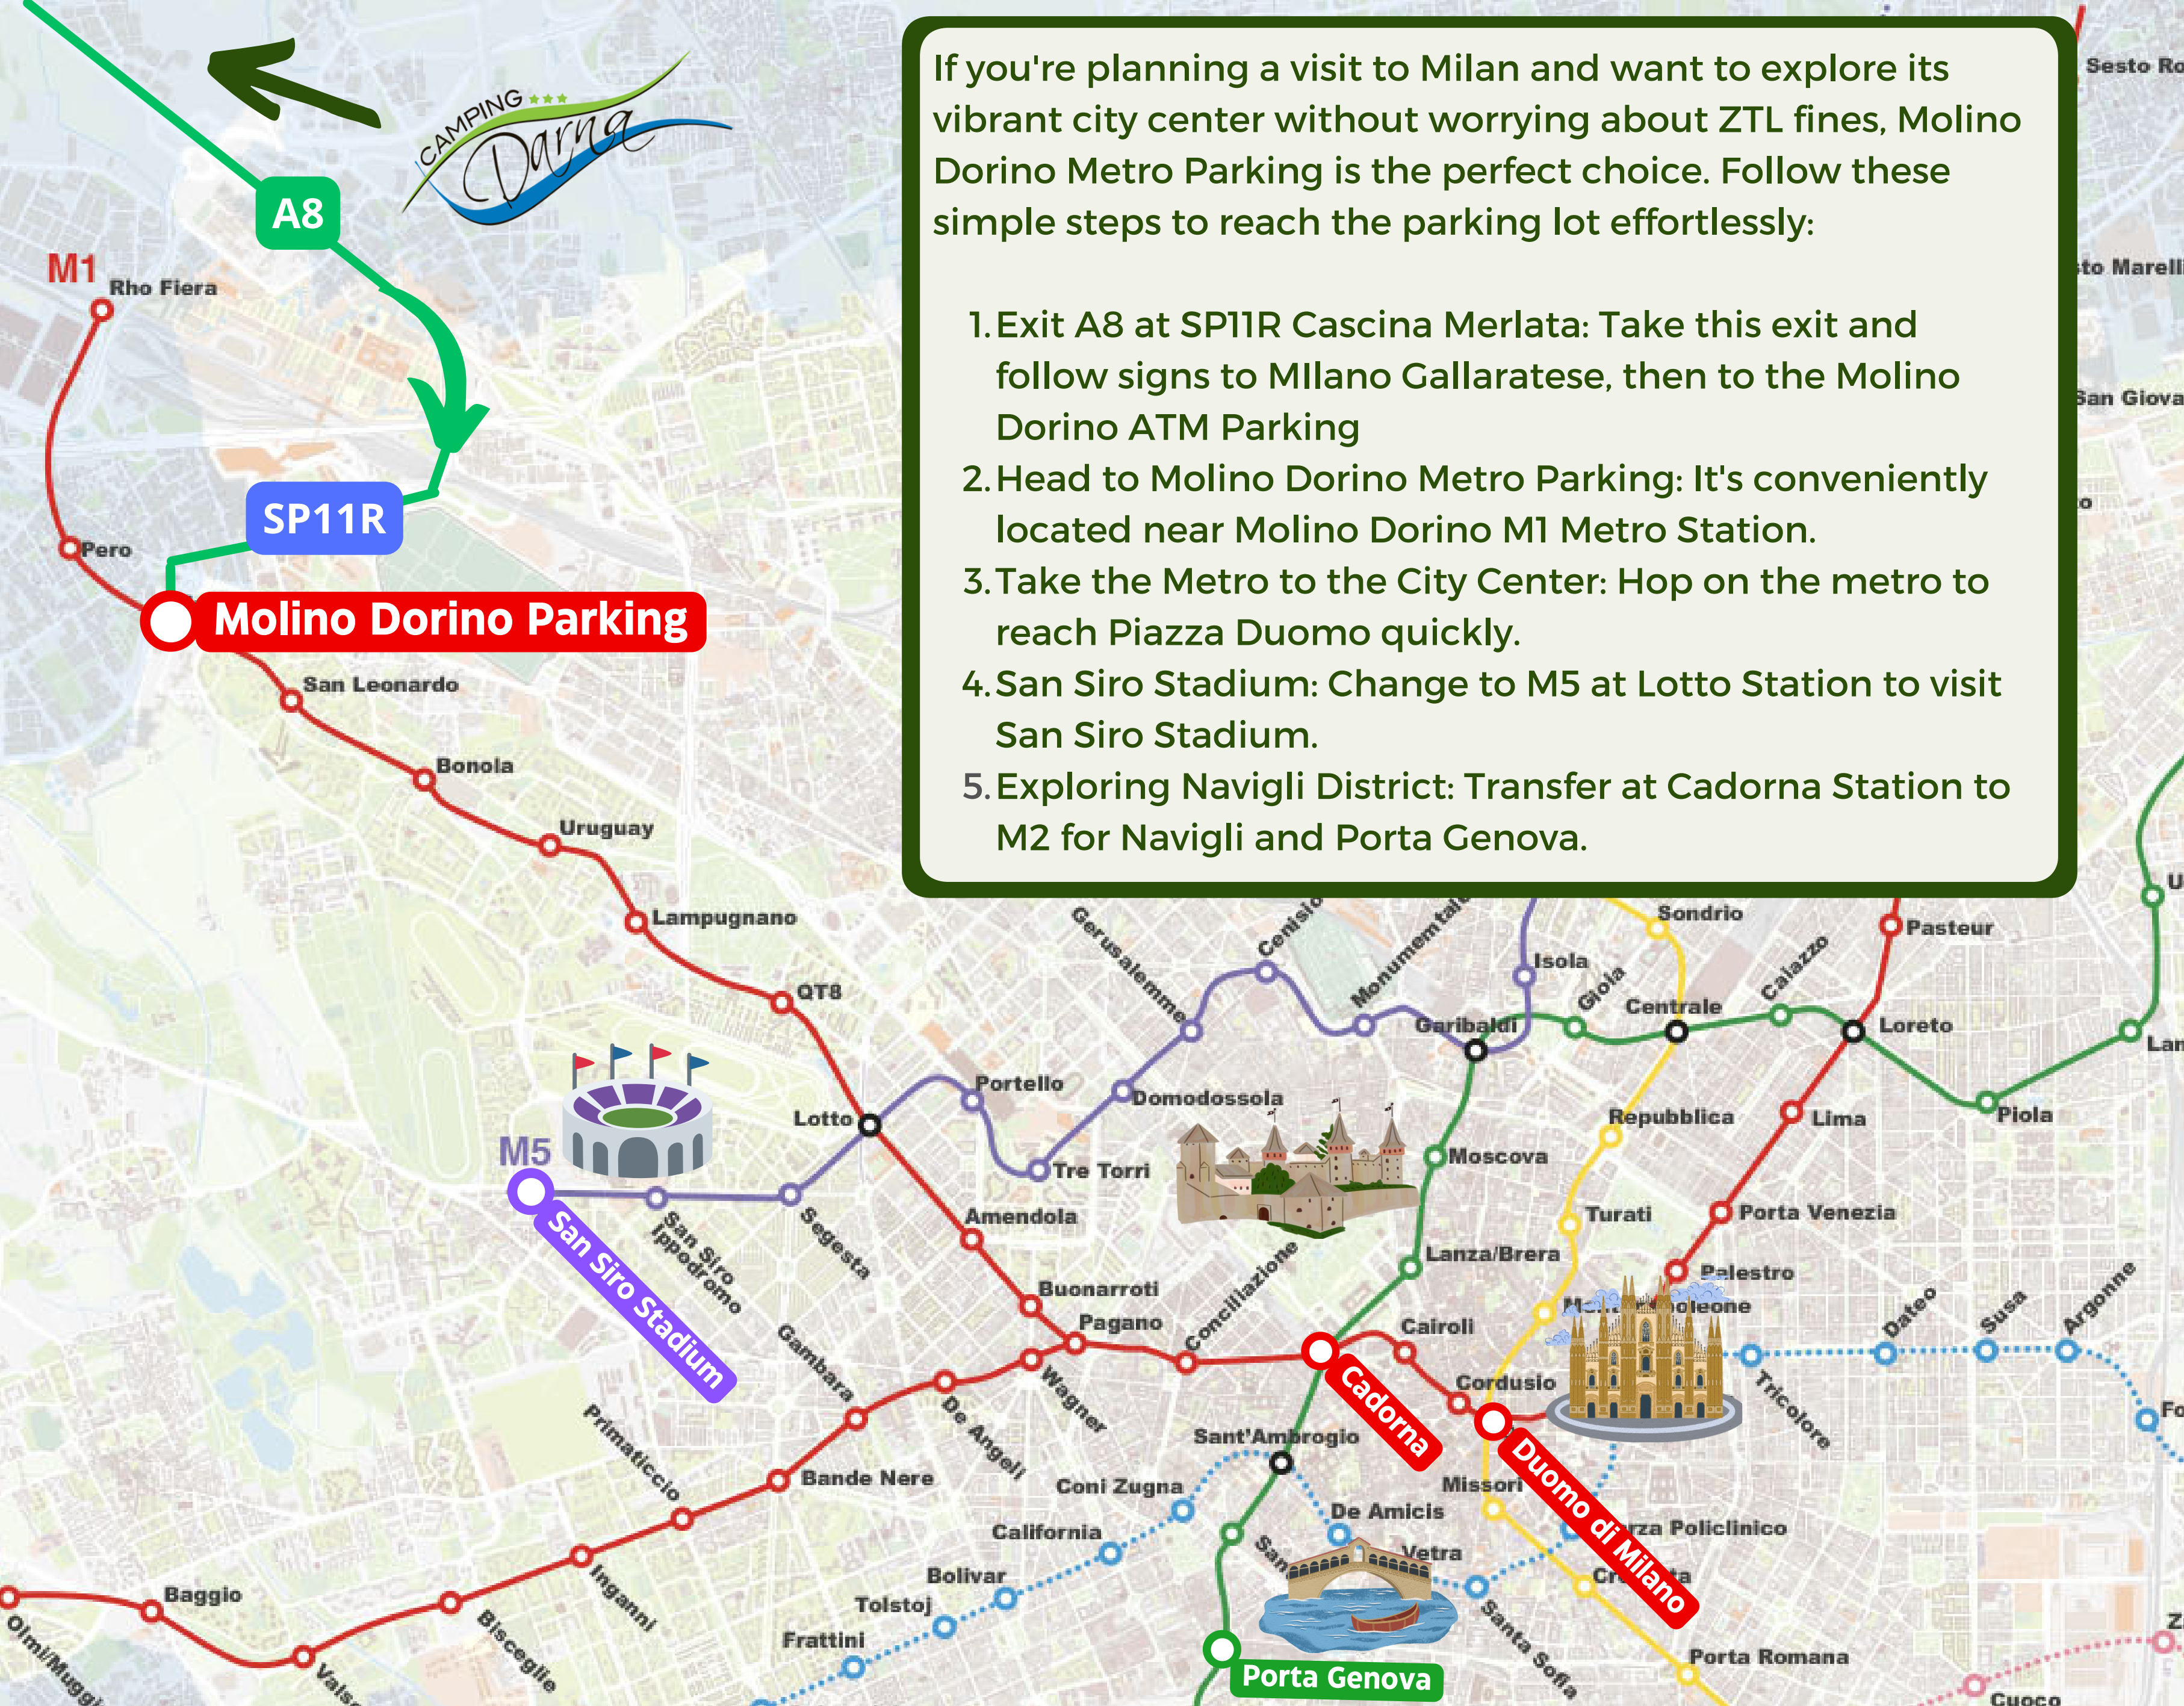 If you're planning a visit to Milan and want to explore its
vibrant city center without worrying about ZTL fines, Molino
Dorino Metro Parking is the perfect choice. Follow these
simple steps to reach the parking lot effortlessly:
1. Exit A8 at SP11R Cascina Merlata: Take this exit and
follow signs to MIlano Gallaratese, then to the Molino
Dorino ATM Parking
2. Head to Molino Dorino Metro Parking: It's conveniently
located near Molino Dorino M1 Metro Station.
3. Take the Metro to the City Center: Hop on the metro to
reach Piazza Duomo quickly.
4. San Siro Stadium: Change to M5 at Lotto Station to visit
San Siro Stadium.
5. Exploring Navigli District: Transfer at Cadorna Station to
M2 for Navigli and Porta Genova.
CAMPING
Darna
A8
M1
Rho Fiera
SP11R
Pero
Molino Dorino Parking
San Leonardo
Bonola
Uruguay
Lampugnano
QT8
Lotto
M5
San Siro Stadium
San Siro
Ippodromo
Segesta
Portello
Tre Torri
Domodossola
Gerusalemme
Cenisio
Monumentale
Garibaldi
Isola
Gioia
Sondrio
Centrale
Caiazzo
Pasteur
Loreto
Piola
Lima
Repubblica
Moscova
Turati
Porta Venezia
Lanza/Brera
Palestro
Amendola
Buonarroti
Pagano
Conciliazione
Cairoli
Cadorna
Cordusio
Duomo di Milano
Gambara
Wagner
De Angeli
Primaticcio
Bande Nere
Inganni
Bisceglie
Baggio
Sant'Ambrogio
Coni Zugna
California
Bolivar
Tolstoj
Frattini
De Amicis
Vetra
Missori
Policlinico
Santa Soffa
Porta Romana
Porta Genova
Tricolore
Dateo
Susa
Argonne
Cuoco
Sesto
Marelli
San